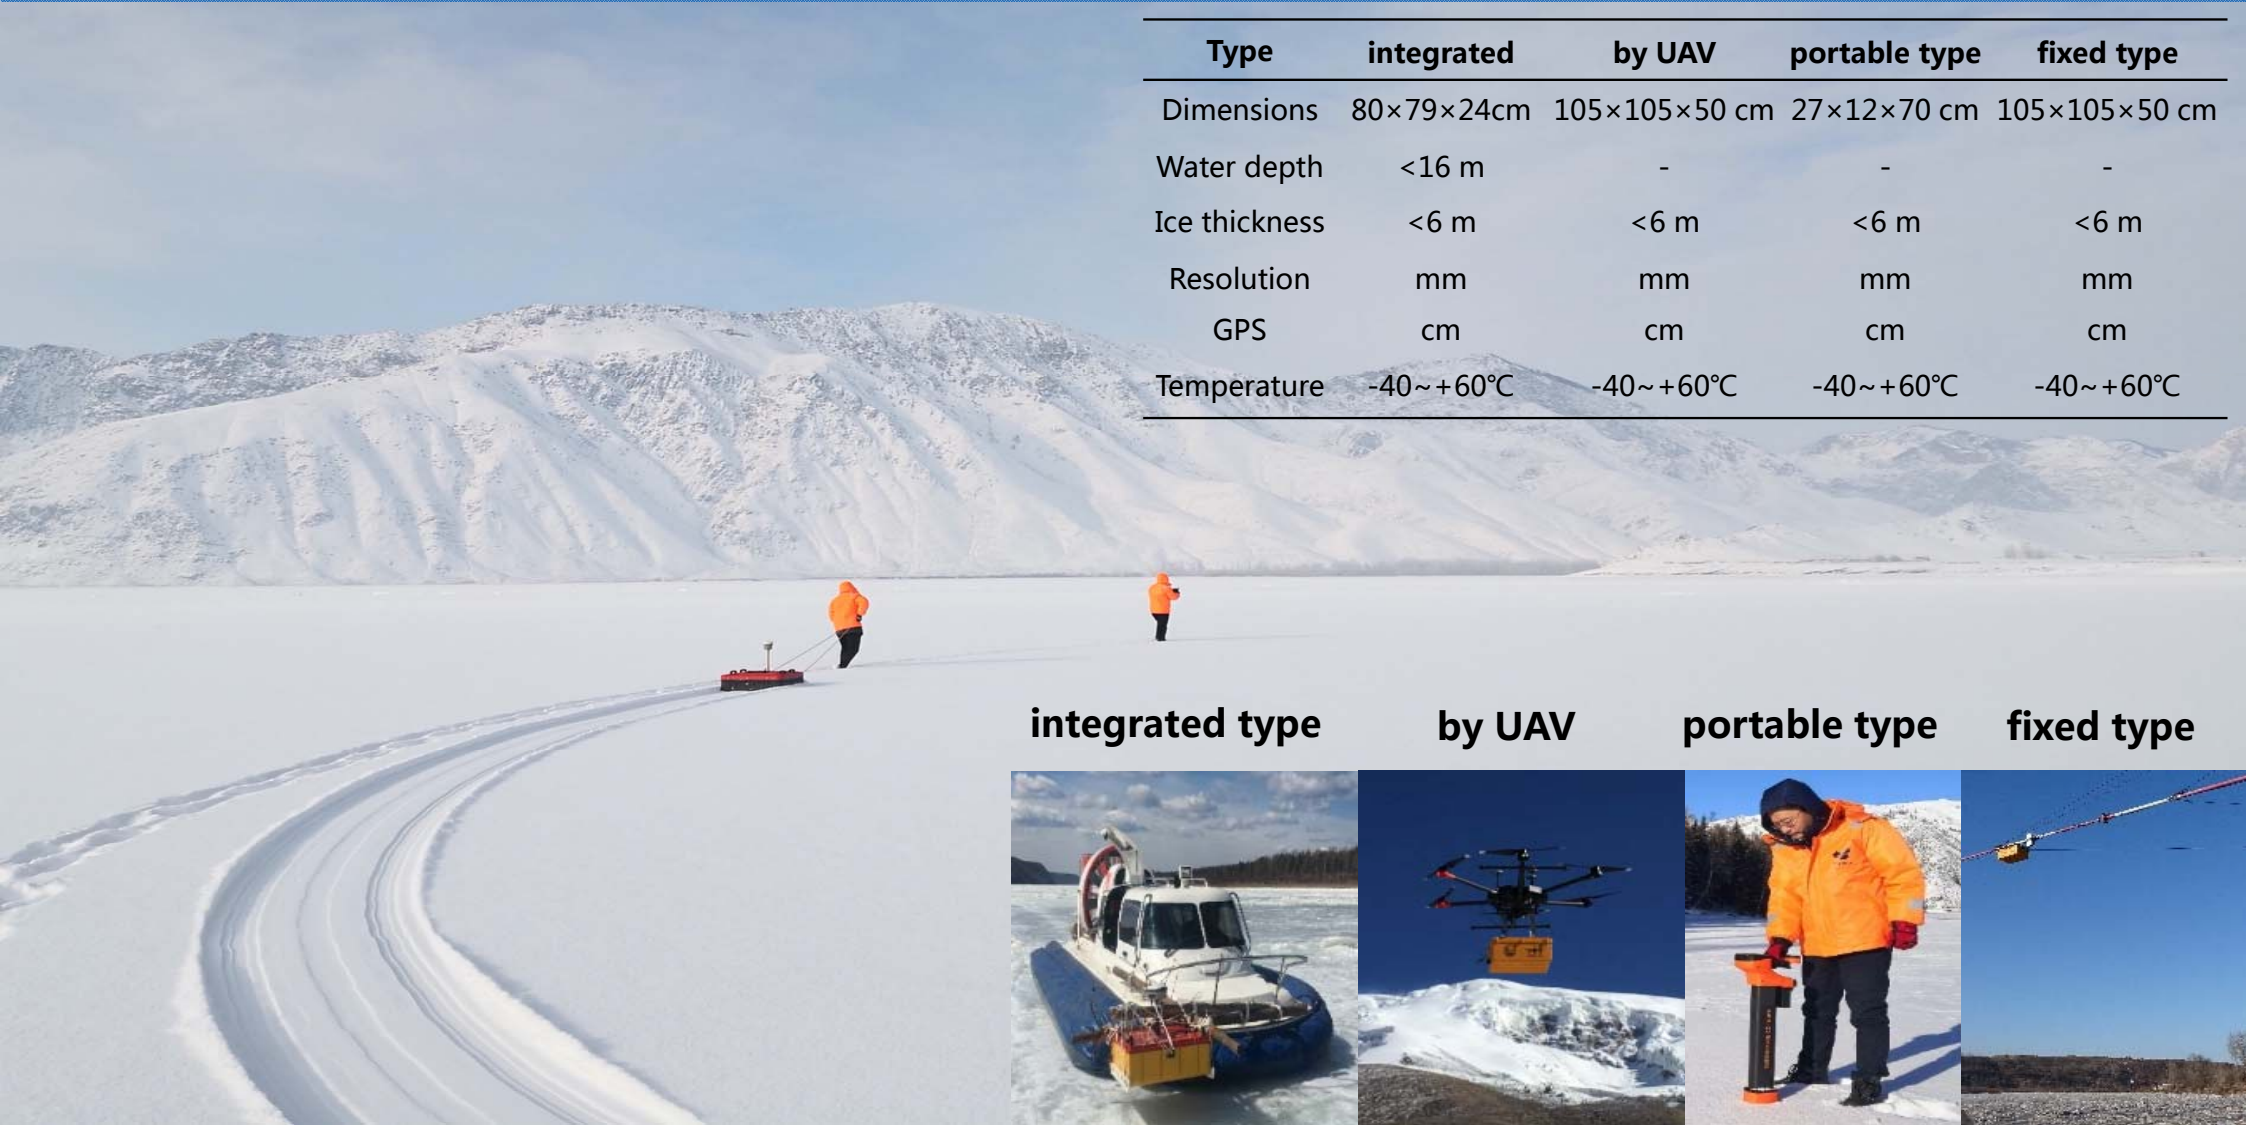 Type integrated by UAV portable type fixed type
Dimensions 80×79×24cm 105×105×50 cm 27×12×70 cm 105×105×50 cm
Water depth <16 m - - -
Ice thickness <6 m <6 m <6 m <6 m
Resolution mm mm mm mm
GPS cm cm cm cm
Temperature -40~+60℃ -40~+60℃ -40~+60℃ -40~+60℃
integrated type by UAV portable type fixed type